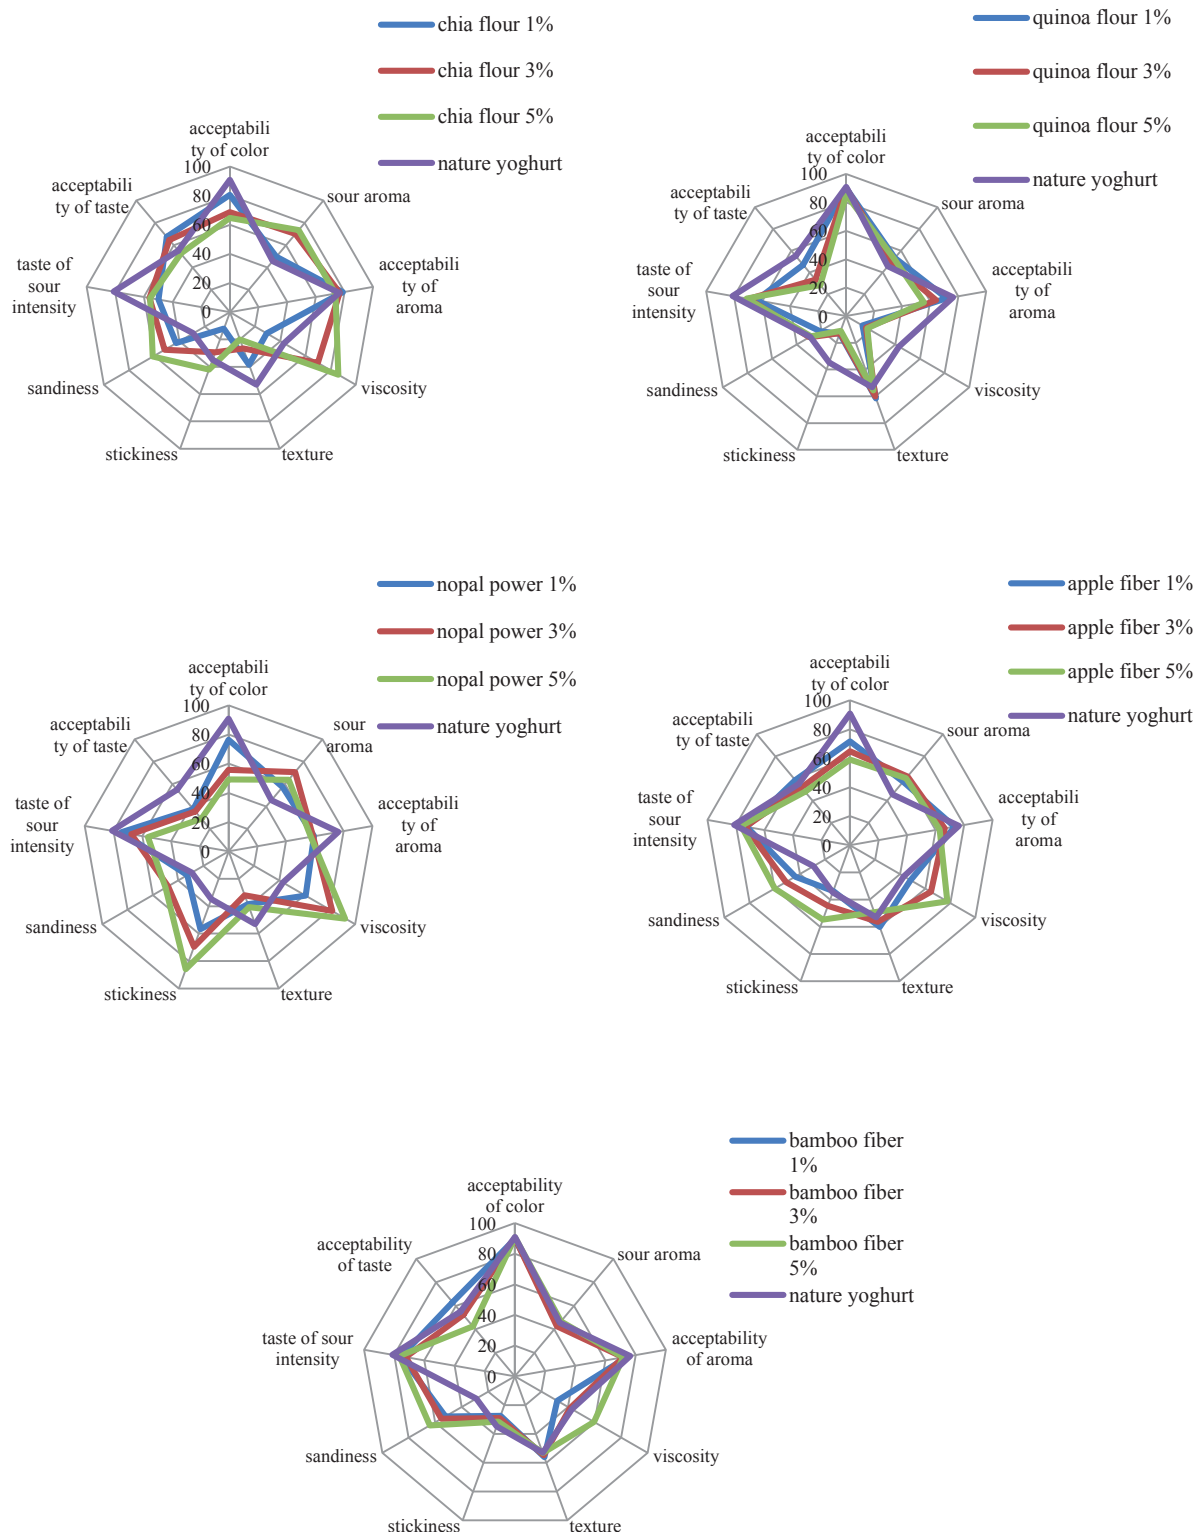 chia flour 1%
chia flour 3%
chia flour 5%
nature yoghurt
acceptabili
ty of color
sour aroma
acceptabili
ty of
aroma
viscosity
texture
stickiness
sandiness
taste of
sour
intensity
acceptabili
ty of taste
100
80
60
40
20
0
quinoa flour 1%
quinoa flour 3%
quinoa flour 5%
nature yoghurt
acceptabili
ty of color
sour aroma
acceptabili
ty of
aroma
viscosity
texture
stickiness
sandiness
taste of
sour
intensity
acceptabili
ty of taste
100
80
60
40
20
0
nopal power 1%
nopal power 3%
nopal power 5%
nature yoghurt
acceptabili
ty of color
sour
aroma
acceptabili
ty of
aroma
viscosity
texture
stickiness
sandiness
taste of
sour
intensity
acceptabili
ty of taste
100
80
60
40
20
0
apple fiber 1%
apple fiber 3%
apple fiber 5%
nature yoghurt
acceptabili
ty of color
sour aroma
acceptabili
ty of
aroma
viscosity
texture
stickiness
sandiness
taste of
sour
intensity
acceptabili
ty of taste
100
80
60
40
20
0
bamboo fiber
1%
bamboo fiber
3%
bamboo fiber
5%
nature yoghurt
acceptability
of color
sour aroma
acceptability
of aroma
viscosity
texture
stickiness
sandiness
taste of sour
intensity
acceptability
of taste
100
80
60
40
20
0